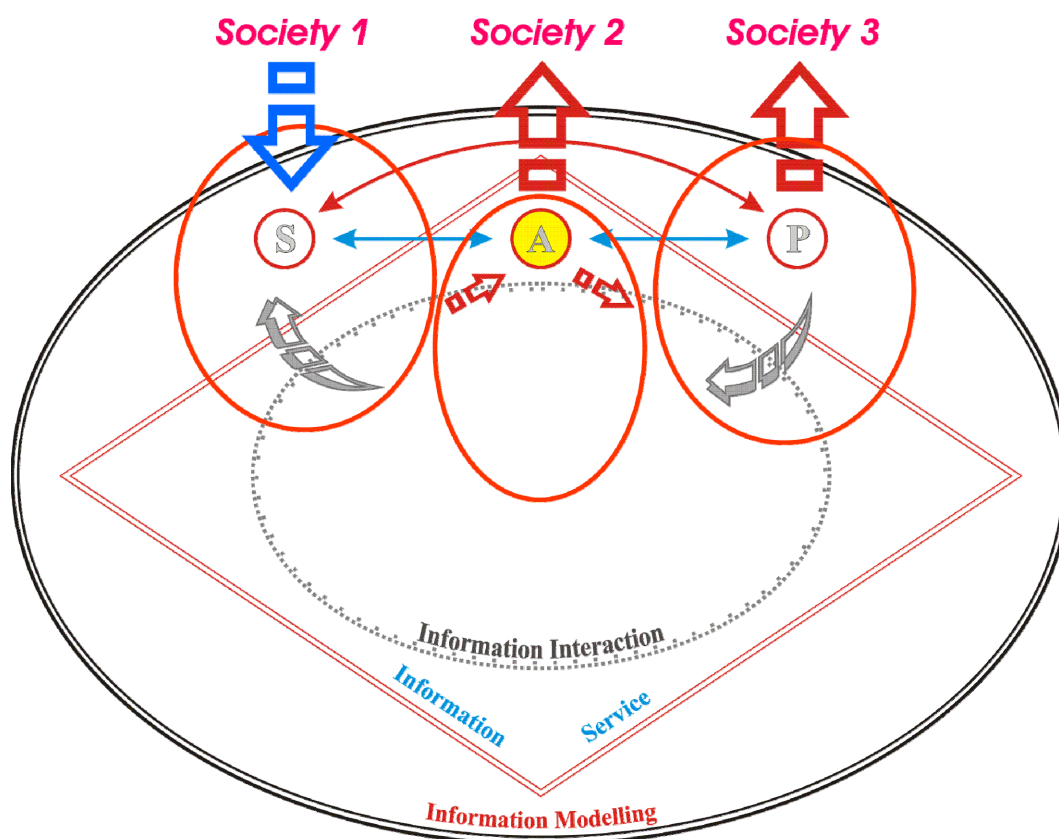 Society 1
Society 2
Society 3
S
A
P
Information Interaction
Information
Service
Information Modelling